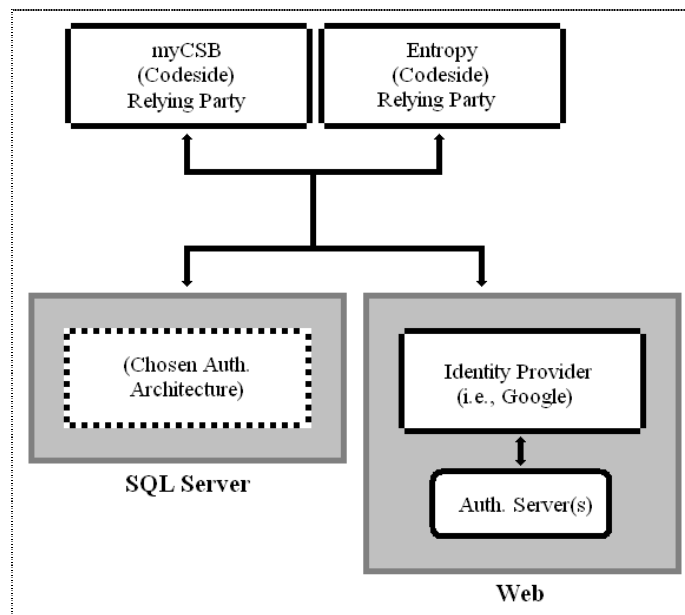 myCSB
(Codeside)
Relying Party
Entropy
(Codeside)
Relying Party
(Chosen Auth.
Architecture)
SQL Server
Identity Provider
(i.e., Google)
Auth. Server(s)
Web